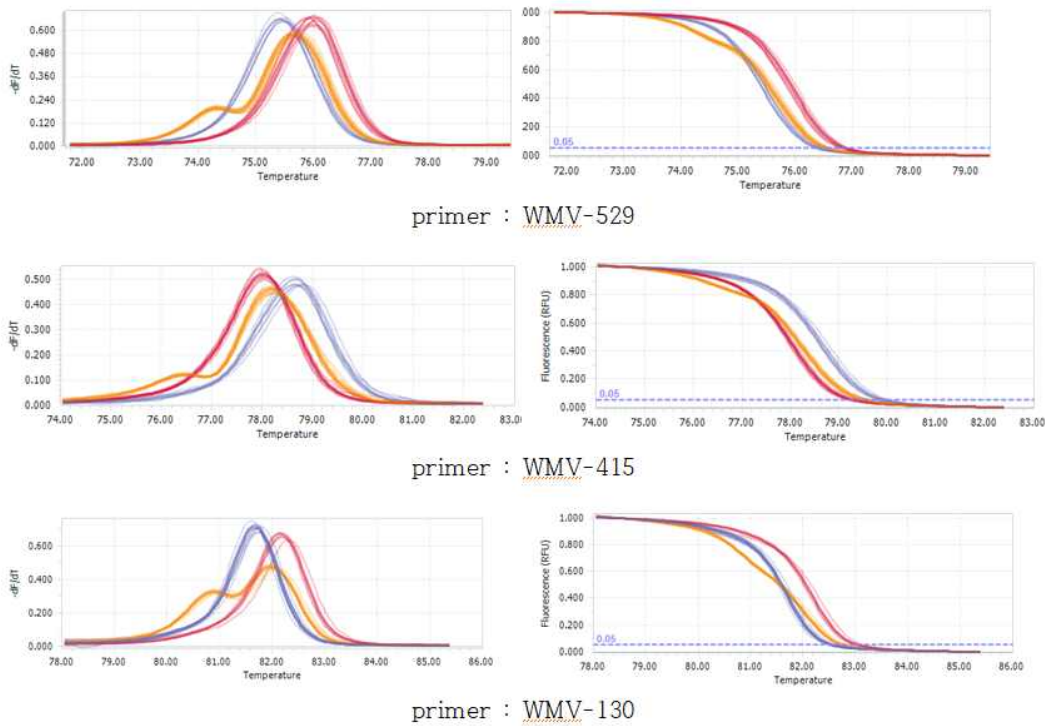 -dF/dT
0.600
0.480
0.360
0.240
0.120
0.000
72.00 73.00 74.00 75.00 76.00 77.00 78.00 79.00
Temperature
000
800
600
400
200
000
0.05
72.00 73.00 74.00 75.00 76.00 77.00 78.00 79.00
Temperature
primer : WMV-529
-dF/dT
0.500
0.400
0.300
0.200
0.100
0.000
74.00 75.00 76.00 77.00 78.00 79.00 80.00 81.00 82.00 83.0(
Temperature
Fluorescence (RFU)
1.000
0.800
0.600
0.400
0.200
0.000
0.05
74.00 75.00 76.00 77.00 78.00 79.00 80.00 81.00 82.00 83.00
Temperature
primer : WMV-415
-dF/dT
0.600
0.400
0.200
0.000
78.00 79.00 80.00 81.00 82.00 83.00 84.00 85.00 86.00
Temperature
Fluorescence (RFU)
1.000
0.800
0.600
0.400
0.200
0.000
0.05
78.00 79.00 80.00 81.00 82.00 83.00 84.00 85.00 86.00
Temperature
primer : WMV-130